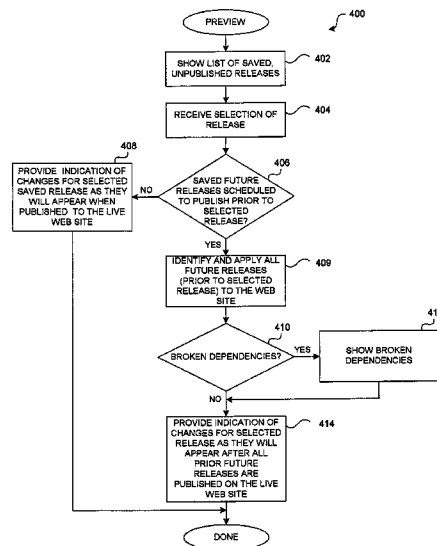 PREVIEW
400
SHOW LIST OF SAVED,
UNPUBLISHED RELEASES
402
RECEIVE SELECTION OF
RELEASE
404
408
PROVIDE INDICATION OF
CHANGES FOR SELECTED
SAVED RELEASE AS THEY
WILL APPEAR WHEN
PUBLISHED TO THE LIVE
WEB SITE
NO
406
SAVED FUTURE
RELEASES SCHEDULED
TO PUBLISH PRIOR TO
SELECTED
RELEASE?
YES
IDENTIFY AND APPLY ALL
FUTURE RELEASES
(PRIOR TO SELECTED
RELEASE) TO THE WEB
SITE
409
410
BROKEN DEPENDENCIES?
YES
41
SHOW BROKEN
DEPENDENCIES
NO
PROVIDE INDICATION OF
CHANGES FOR SELECTED
RELEASE AS THEY WILL
APPEAR AFTER ALL
PRIOR FUTURE
RELEASES ARE
PUBLISHED ON THE LIVE
WEB SITE
414
DONE